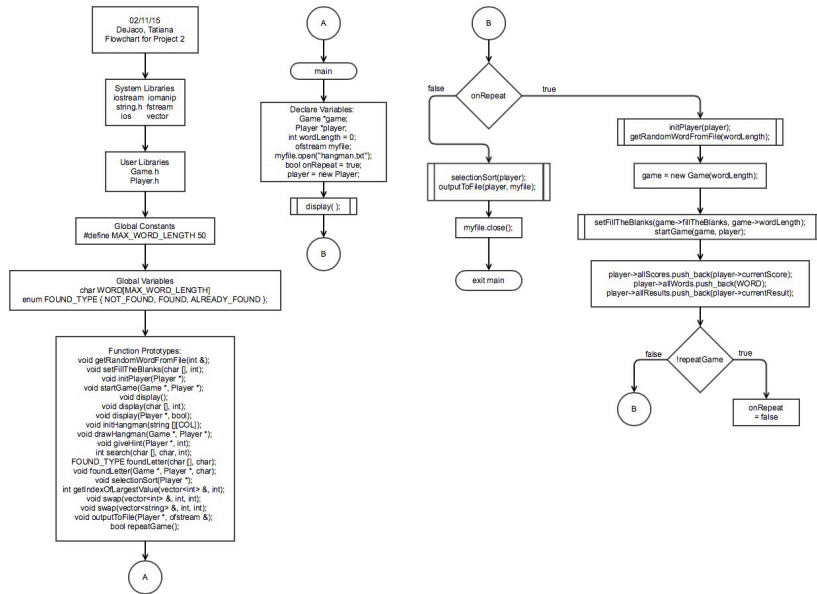 02/11/15
DeJaco, Tatiana
Flowchart for Project 2
System Libraries
iostream iomanip
string.h fstream
ios vector
User Libraries
Game.h
Player.h
Global Constants
#define MAX_WORD_LENGTH 50
Global Variables
char WORD[MAX_WORD_LENGTH]
enum FOUND_TYPE { NOT_FOUND, FOUND, ALREADY_FOUND };
Function Prototypes:
void getRandomWordFromFile(int &);
void setFillTheBlanks(char [], int);
void initPlayer(Player *);
void startGame(Game *, Player *);
void display();
void display(char [], int);
void display(Player *, bool);
void initHangman(string [][COL]);
void drawHangman(Game *, Player *);
void giveHint(Player *, int);
int search(char [], char, int);
FOUND_TYPE foundLetter(char [], char);
void foundLetter(Game *, Player *, char);
void selectionSort(Player *);
int getIndexOfLargestValue(vector<int> &, int);
void swap(vector<int> &, int, int);
void swap(vector<string> &, int, int);
void outputToFile(Player *, ofstream &);
bool repeatGame();
A
A
main
Declare Variables:
Game *game;
Player *player;
int wordLength = 0;
ofstream myfile;
myfile.open("hangman.txt");
bool onRepeat = true;
player = new Player;
display( );
B
B
onRepeat
false
true
selectionSort(player);
outputToFile(player, myfile);
myfile.close();
exit main
initPlayer(player);
getRandomWordFromFile(wordLength);
game = new Game(wordLength);
setFillTheBlanks(game->fillTheBlanks, game->wordLength);
startGame(game, player);
player->allScores.push_back(player->currentScore);
player->allWords.push_back(WORD);
player->allResults.push_back(player->currentResult);
!repeatGame
false
true
B
onRepeat
= false